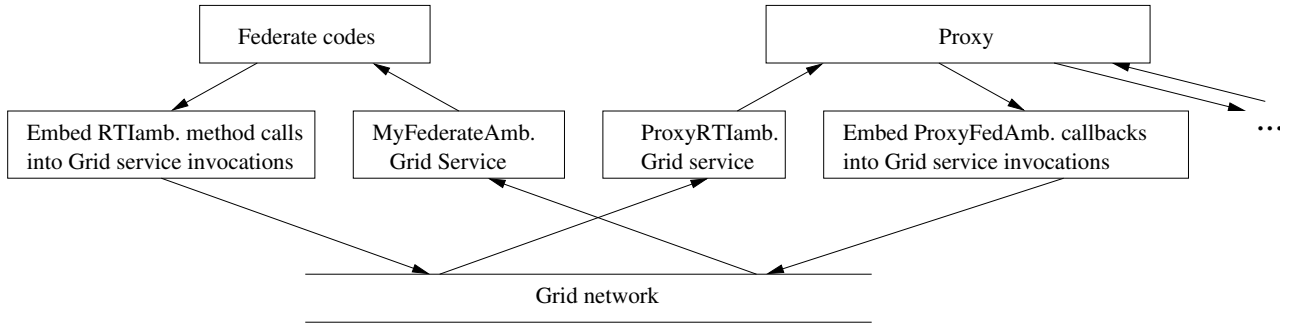 Federate codes
Proxy
Embed RTIamb. method calls
into Grid service invocations
MyFederateAmb.
Grid Service
ProxyRTIamb.
Grid service
Embed ProxyFedAmb. callbacks
into Grid service invocations
...
Grid network